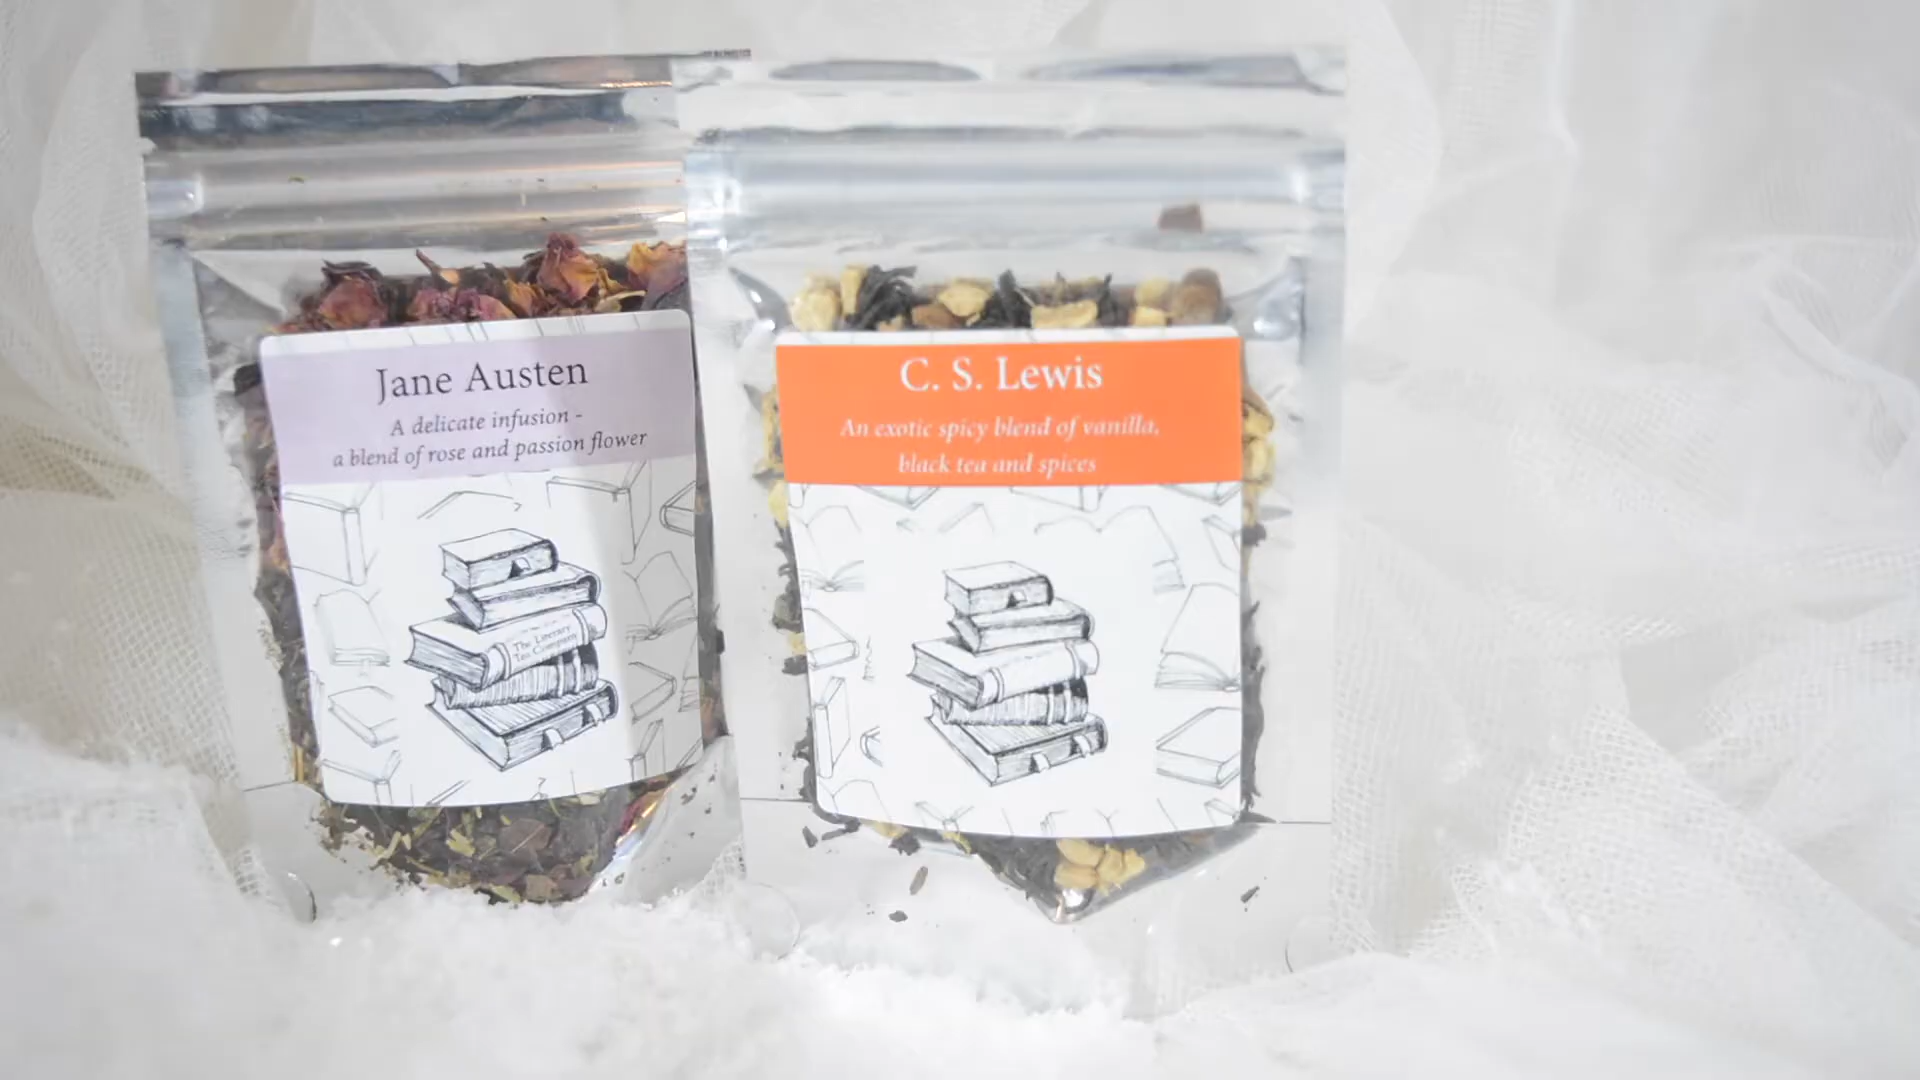 Jane Austen
A delicate infusion -
a blend of rose and passion flower
The Literary
Tea Company
C. S. Lewis
An exotic spicy blend of vanilla,
black tea and spices